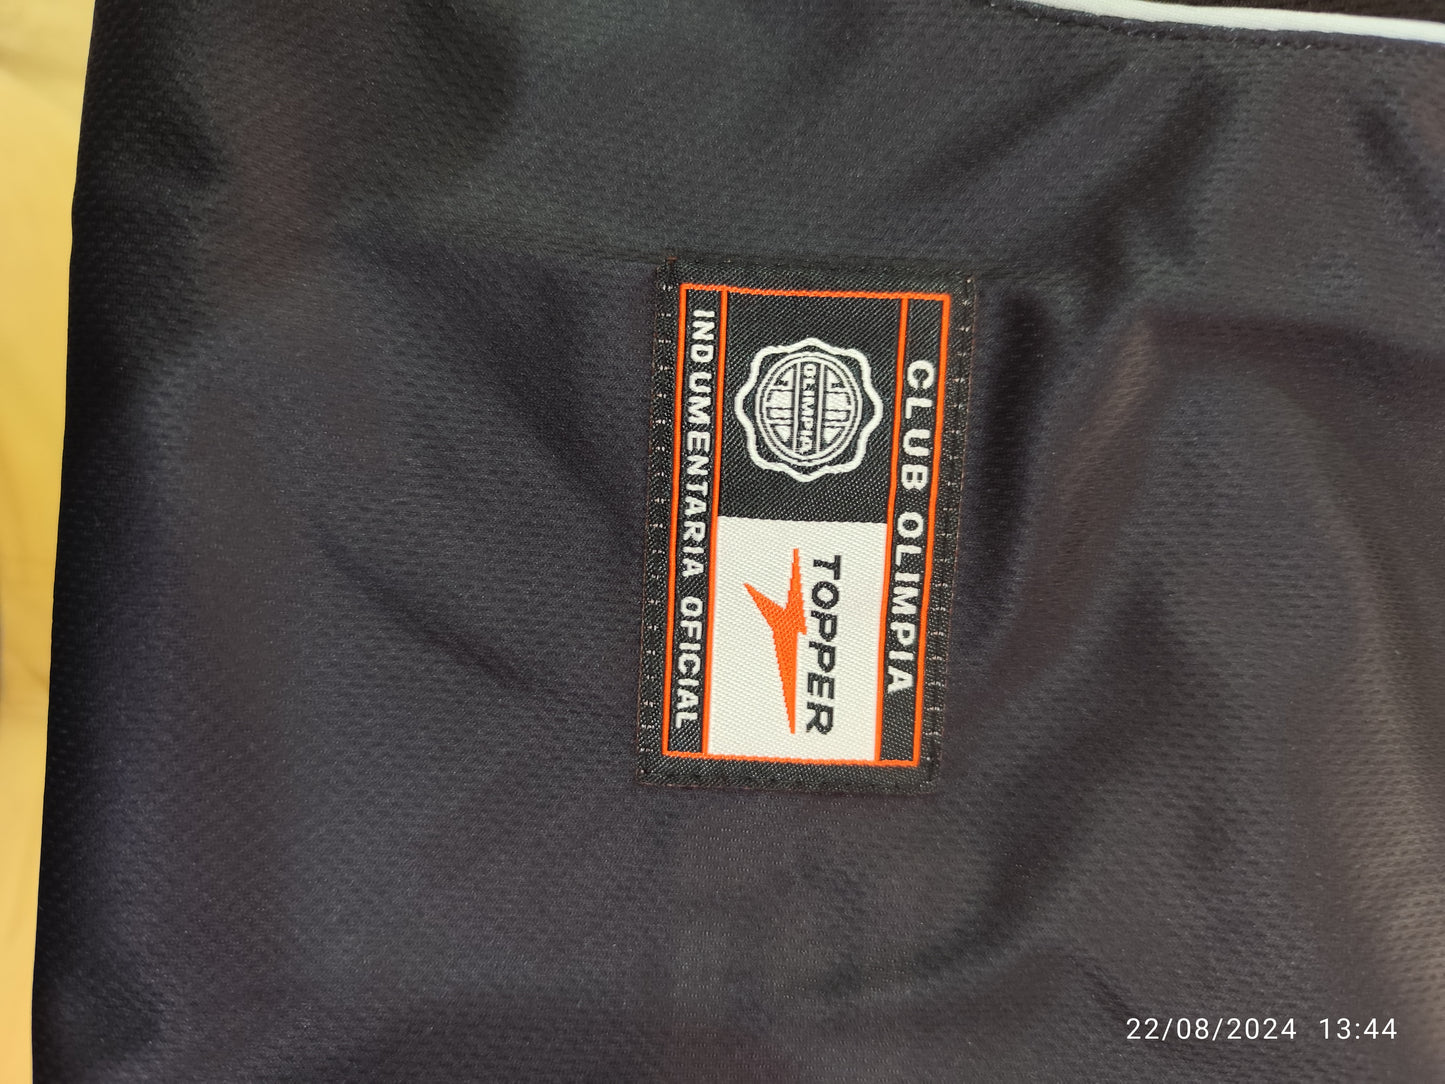 CLUB OLIMPIA
OLIMPIA
TOPPER
INDUMENTARIA OFICIAL
22/08/2024 13:44